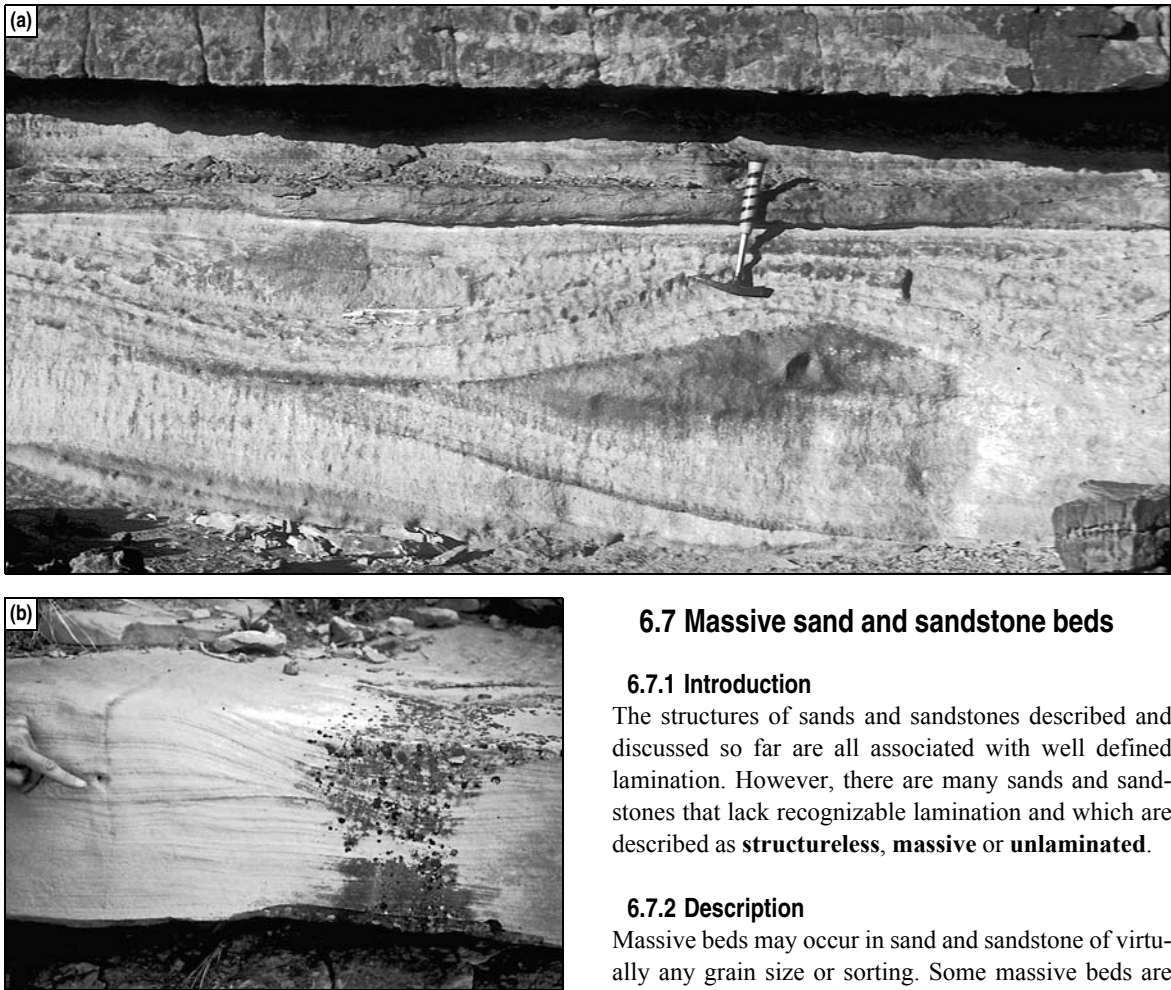 (a)
(b)
6.7 Massive sand and sandstone beds
6.7.1 Introduction
The structures of sands and sandstones described and
discussed so far are all associated with well defined
lamination. However, there are many sands and sand-
stones that lack recognizable lamination and which are
described as structureless, massive or unlaminated.
6.7.2 Description
Massive beds may occur in sand and sandstone of virtu-
ally any grain size or sorting. Some massive beds are